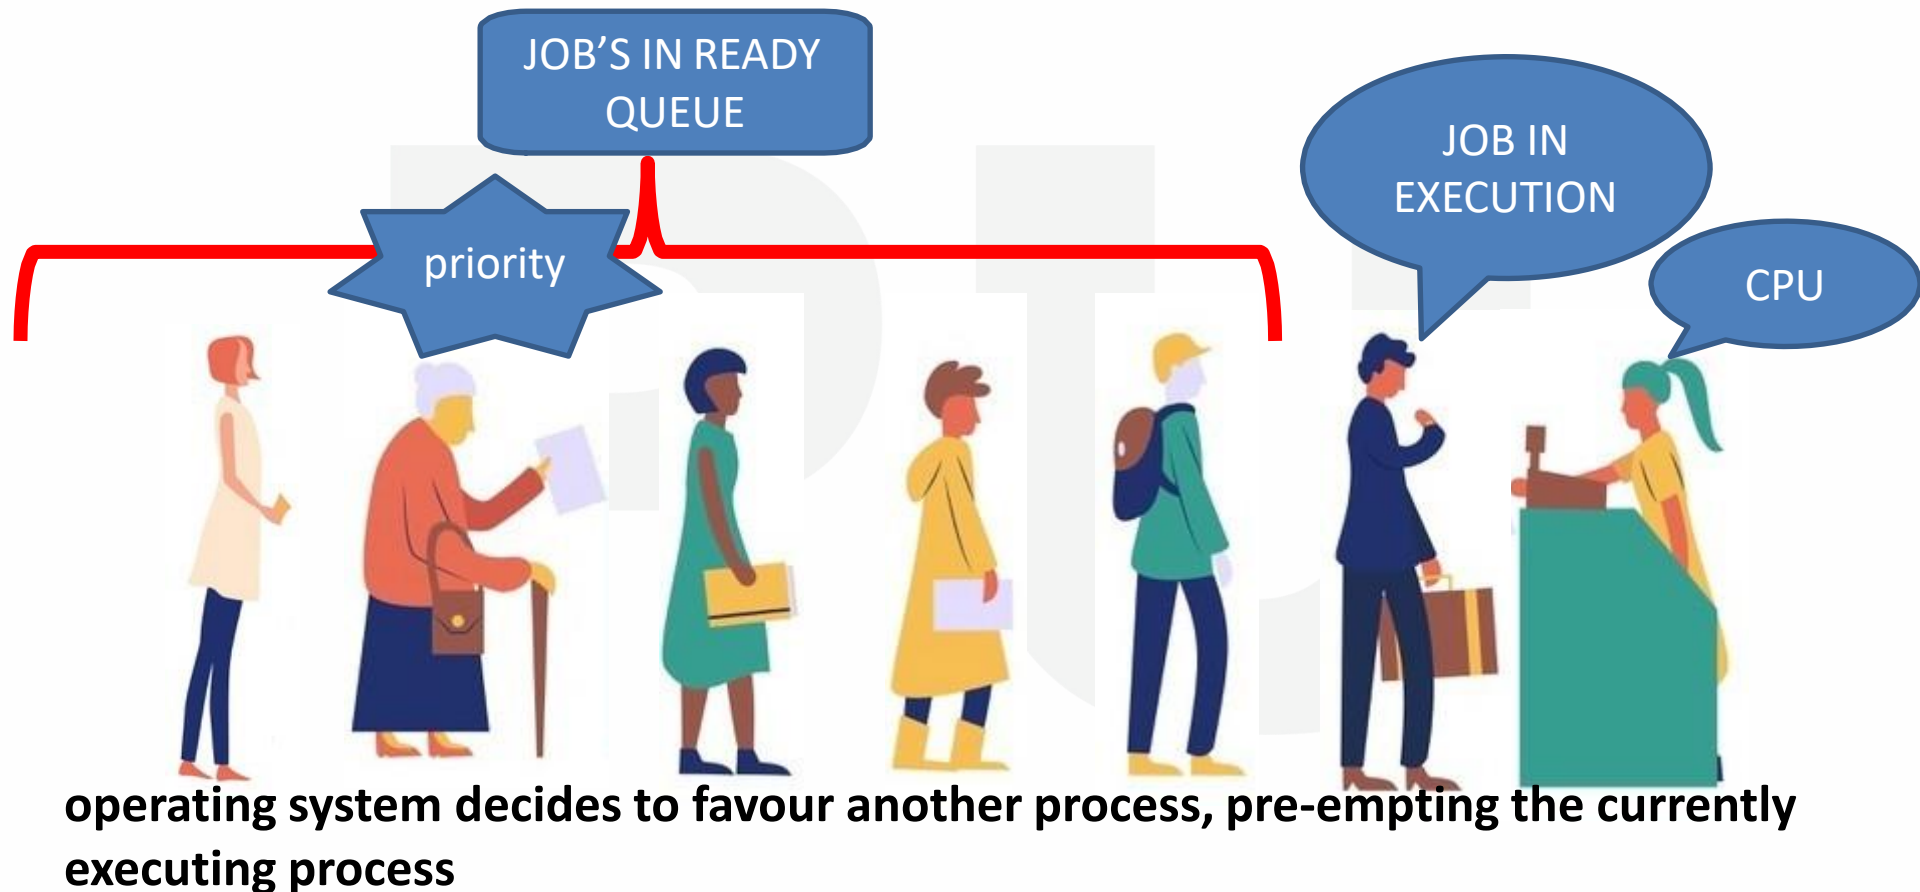 JOB’S IN READY
QUEUE
priority
JOB IN
EXECUTION
CPU
operating system decides to favour another process, pre-empting the currently
executing process